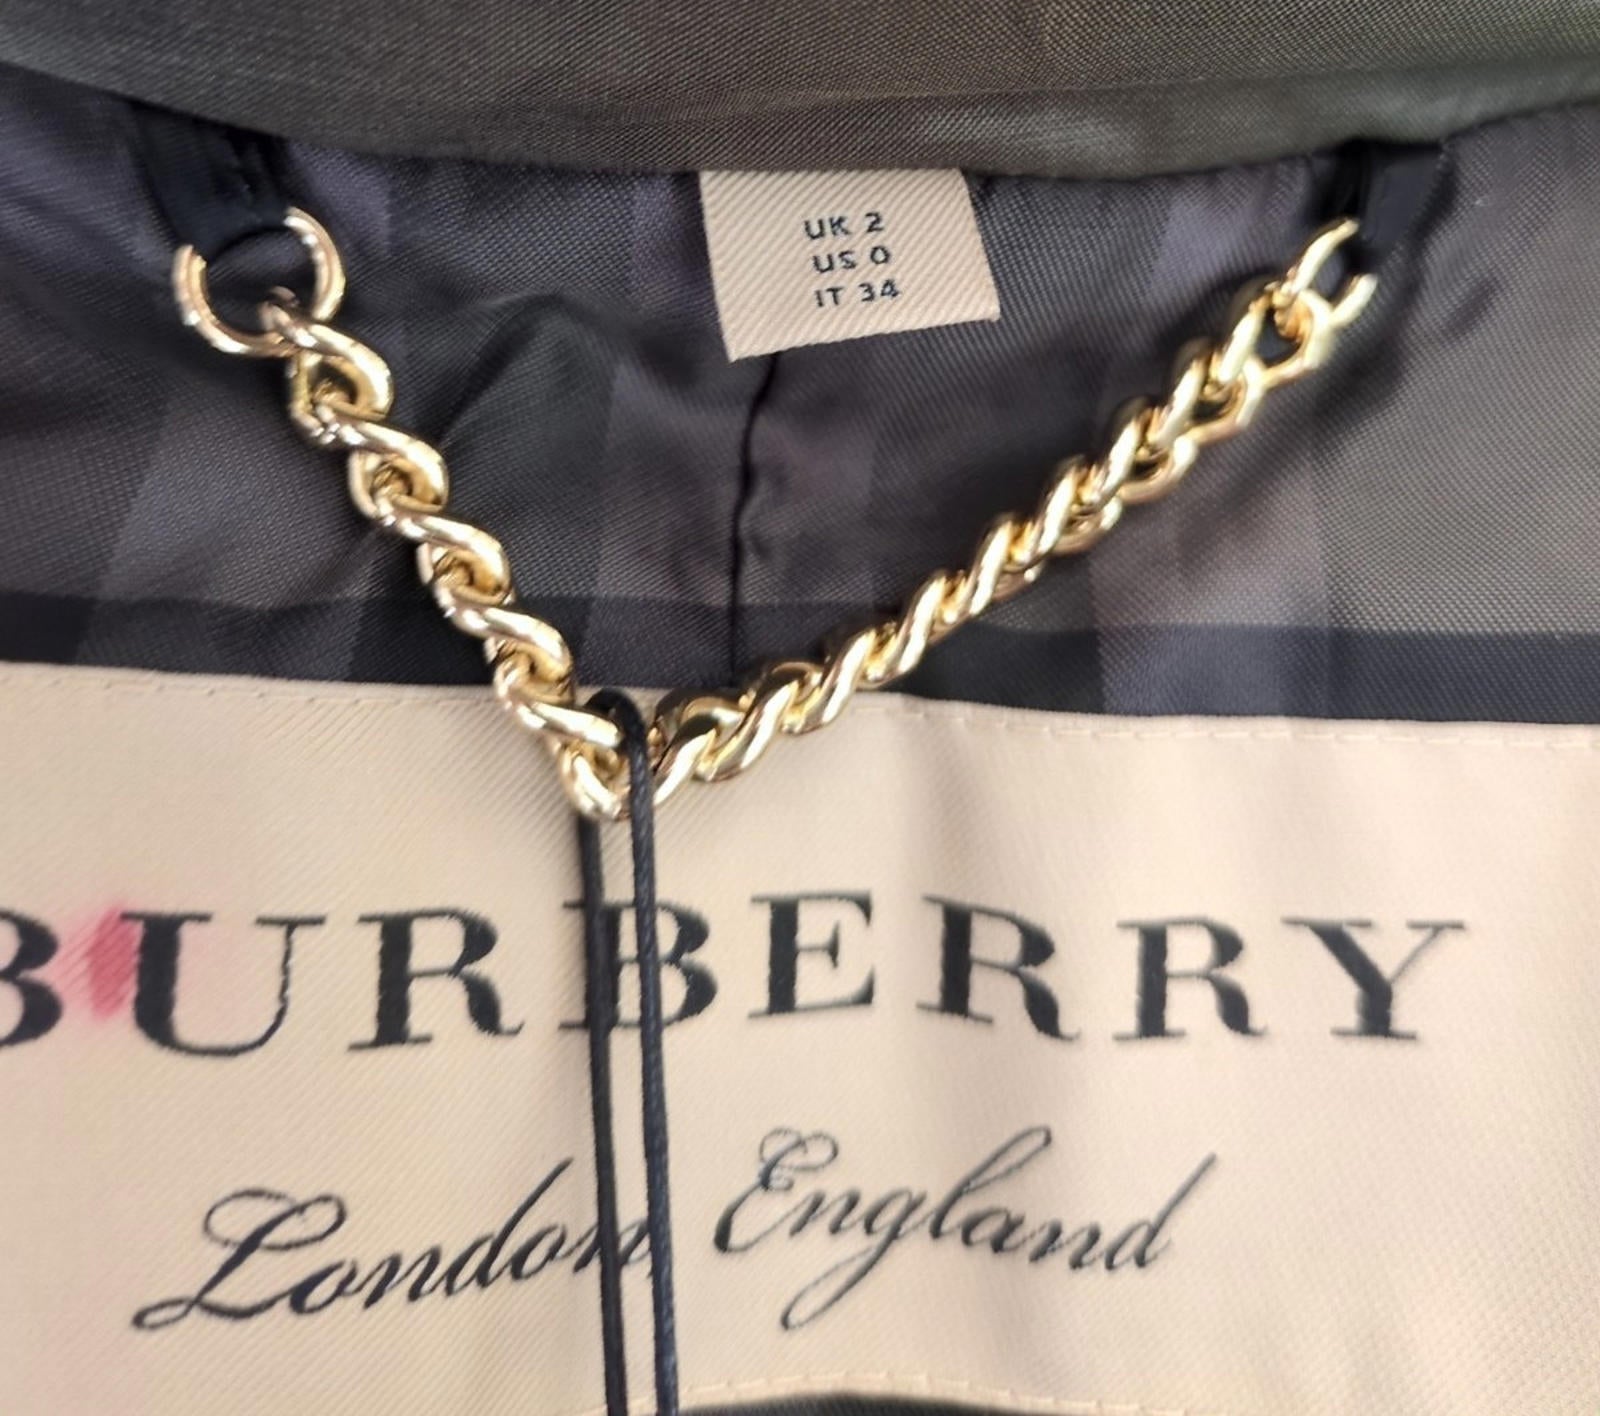 UK 2
US 0
IT 34
BURBERRY
London, England